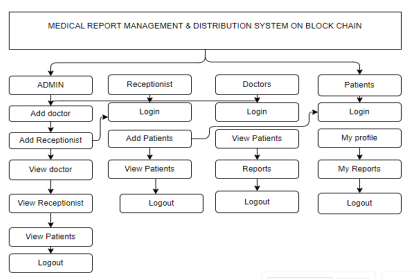 MEDICAL REPORT MANAGEMENT & DISTRIBUTION SYSTEM ON BLOCK CHAIN
ADMIN
Receptionist
Doctors
Patients
Add doctor
Login
Login
Login
Add Receptionist
Add Patients
View Patients
My profile
View doctor
View Patients
Reports
My Reports
View Receptionist
Logout
Logout
Logout
View Patients
Logout